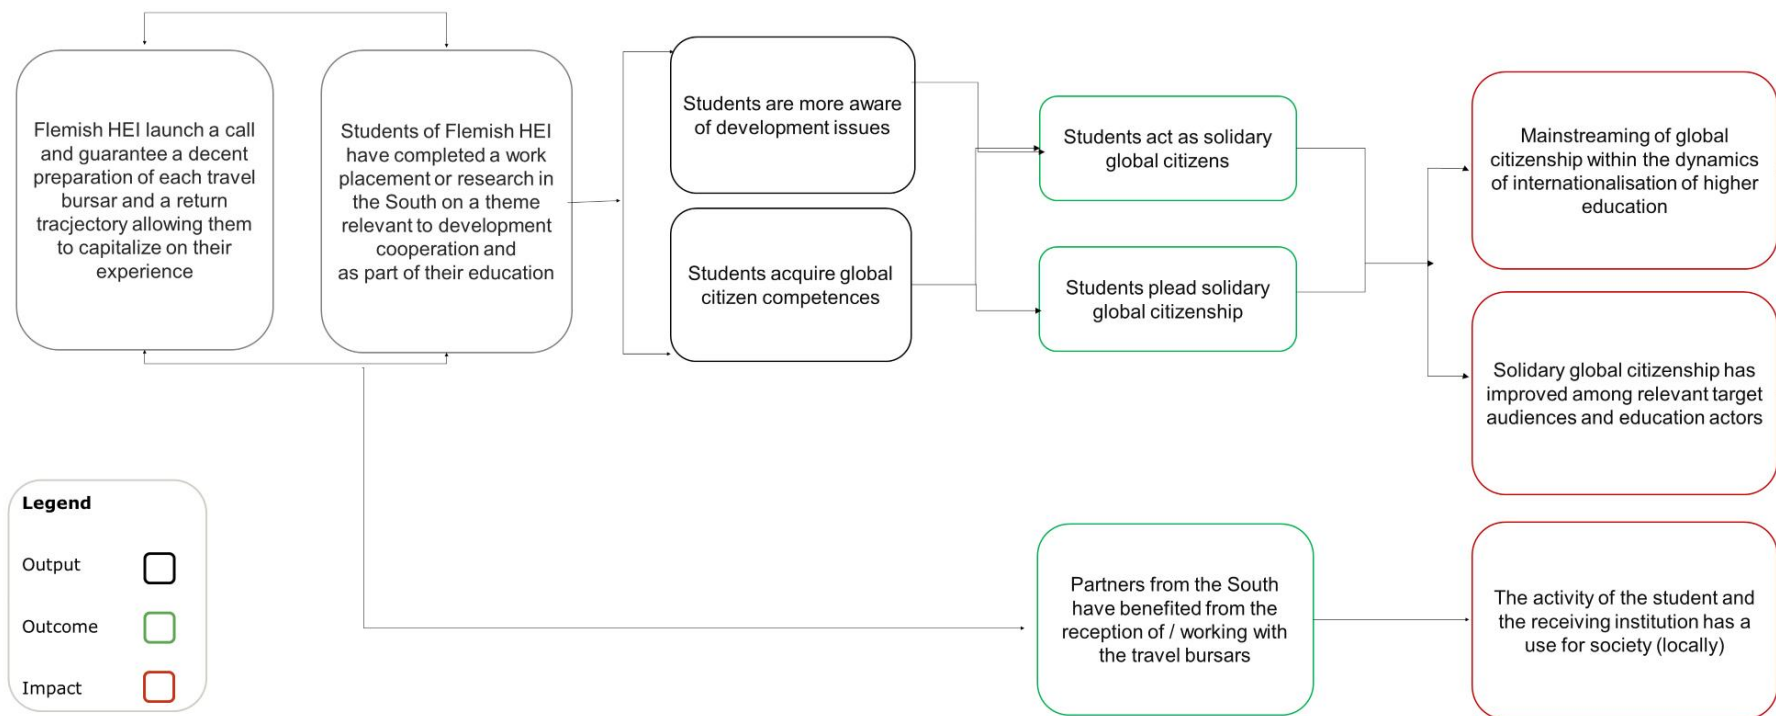 Flemish HEI launch a call
and guarantee a decent
preparation of each travel
bursar and a return
tracjectory allowing them
to capitalize on their
experience
Students of Flemish HEI
have completed a work
placement or research in
the South on a theme
relevant to development
cooperation and
as part of their education
Students are more aware
of development issues
Students acquire global
citizen competences
Students act as solidary
global citizens
Students plead solidary
global citizenship
Mainstreaming of global
citizenship within the dynamics
of internationalisation of higher
education
Solidary global citizenship has
improved among relevant target
audiences and education actors
Partners from the South
have benefited from the
reception of / working with
the travel bursars
The activity of the student and
the receiving institution has a
use for society (locally)
Legend
Output
Outcome
Impact